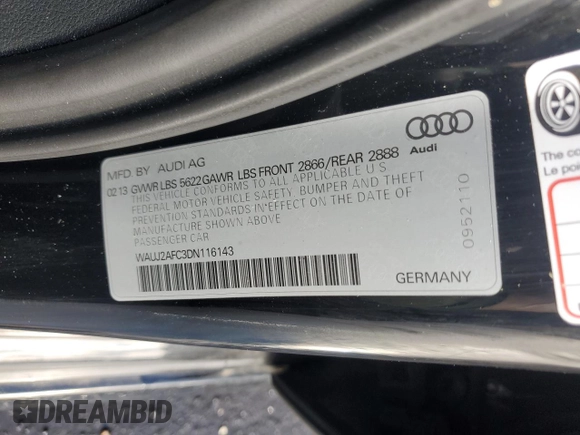 MFD BY AUDI AG
02 13 GVWR LBS 5622 GAWR LBS FRONT 2866/REAR 2888
THIS VEHICLE CONFORMS TO ALL APPLICABLE U S
FEDERAL MOTOR VEHICLE SAFETY, BUMPER AND THEFT
PREVENTION STANDARDS IN EFFECT ON THE DATE OF
MANUFACTURE SHOWN ABOVE
PASSENGER CAR
WAUJ2AFC3DN116143
Audi
0952110
GERMANY
The co
Le poi
DREAMBID